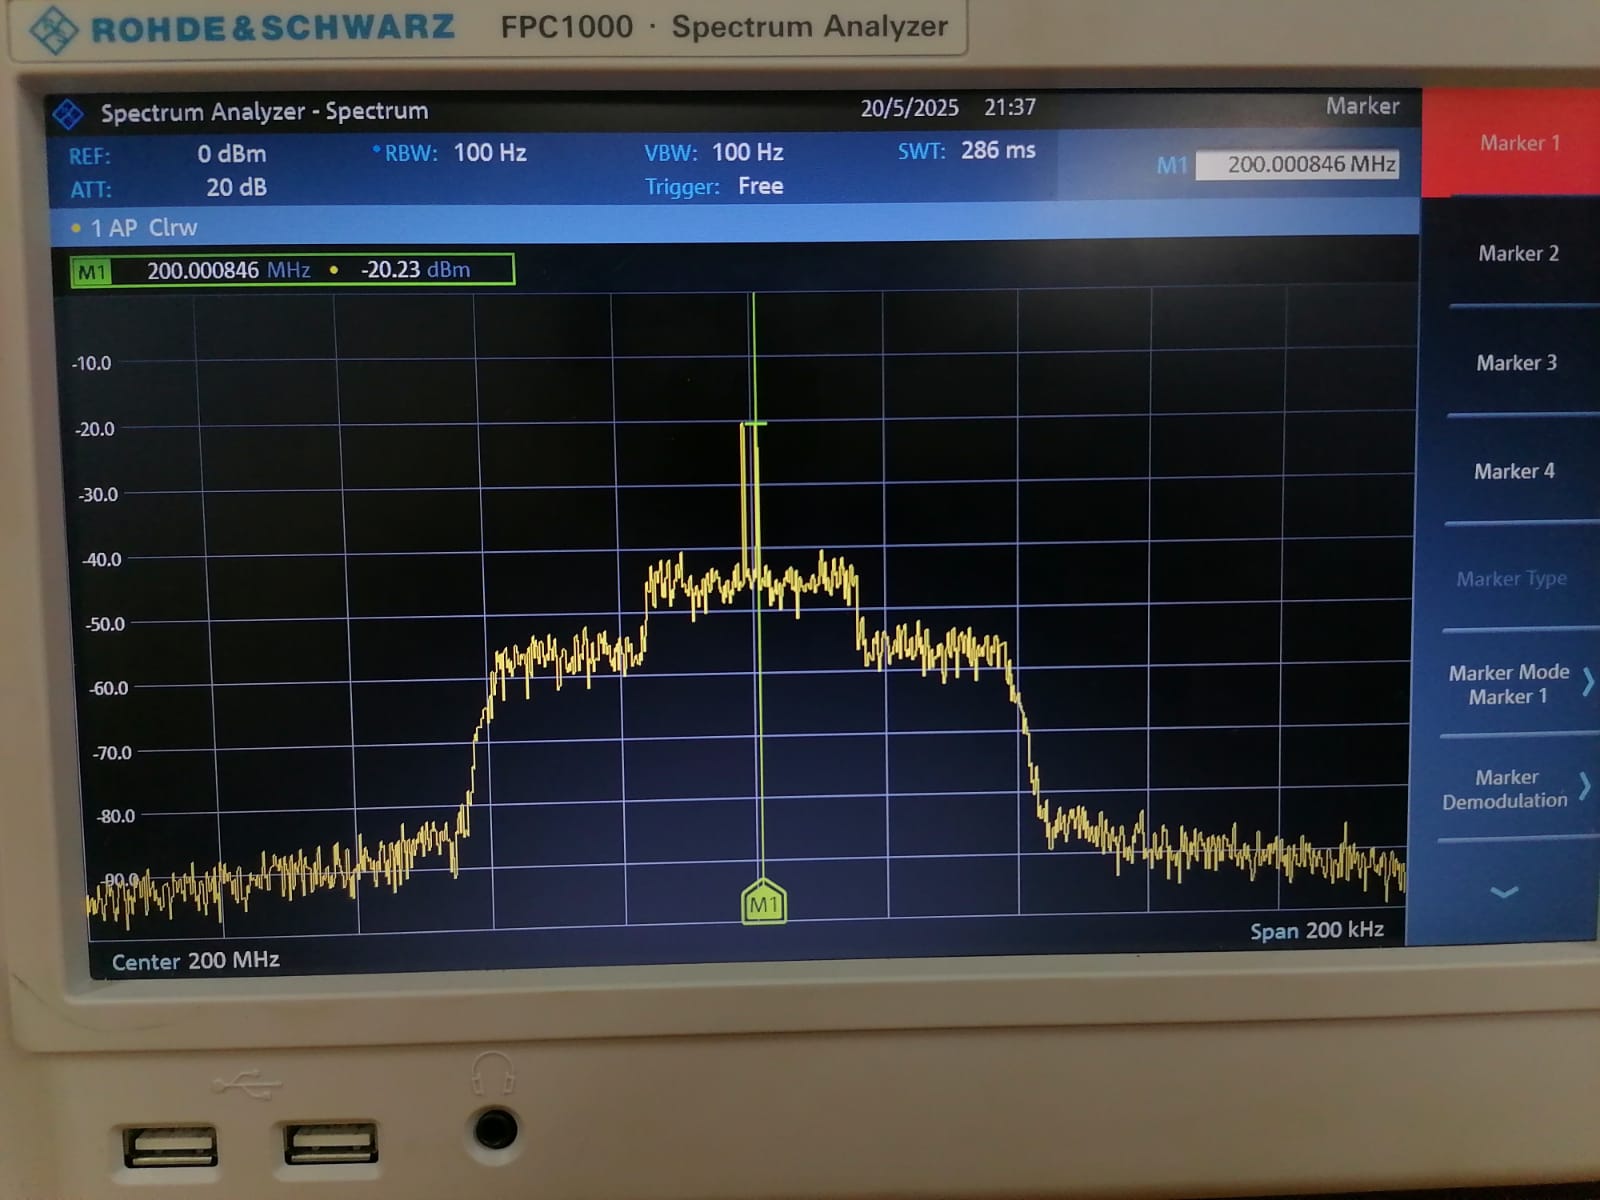 ROHDE & SCHWARZ FPC1000 · Spectrum Analyzer
Spectrum Analyzer - Spectrum 20/5/2025 21:37 Marker
REF: 0 dBm RBW: 100 Hz VBW: 100 Hz SWT: 286 ms
ATT: 20 dB Trigger: Free
M1 200.000846 MHz
1 AP Clrw
M1 200.000846 MHz • -20.23 dBm
-10.0
-20.0
-30.0
-40.0
-50.0
-60.0
-70.0
-80.0
-90.0
M1
Center 200 MHz Span 200 kHz
Marker 1
Marker 2
Marker 3
Marker 4
Marker Type
Marker Mode
Marker 1
Marker
Demodulation